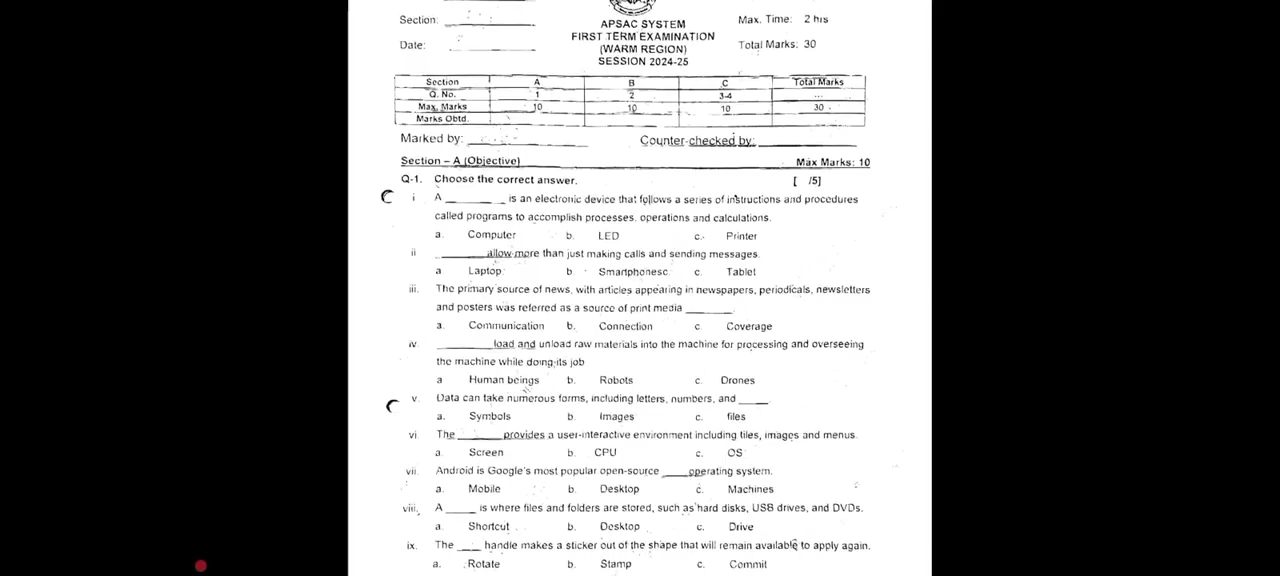 Section:
Max. Time: 2 hrs
APSAC SYSTEM
FIRST TERM EXAMINATION
Date:
Total Marks: 30
(WARM REGION)
SESSION 2024-25
Section A B C Total Marks
Q. No. 1 2 3-4 ...
Max. Marks 10 10 10 30
Marks Obtd.
Marked by: Counter-checked by:
Section – A (Objective) Max Marks: 10
Q-1. Choose the correct answer. [ /5]
i A ________ is an electronic device that follows a series of instructions and procedures
called programs to accomplish processes, operations and calculations.
a. Computer b. LED c. Printer
ii ________ allow more than just making calls and sending messages.
a Laptop b Smartphonesc c. Tablet
iii. The primary source of news, with articles appearing in newspapers, periodicals, newsletters
and posters was referred as a source of print media ________.
a. Communication b. Connection c. Coverage
iv. ________ load and unload raw materials into the machine for processing and overseeing
the machine while doing its job
a Human beings b. Robots c. Drones
v. Data can take numerous forms, including letters, numbers, and _____.
a. Symbols b. Images c. files
vi The ________ provides a user-interactive environment including tiles, images and menus.
a. Screen b. CPU c. OS
vii. Android is Google's most popular open-source ____ operating system.
a. Mobile b. Desktop c. Machines
viii. A _____ is where files and folders are stored, such as hard disks, USB drives, and DVDs.
a. Shortcut b. Desktop c. Drive
ix. The ____ handle makes a sticker out of the shape that will remain available to apply again.
a. Rotate b. Stamp c. Commit